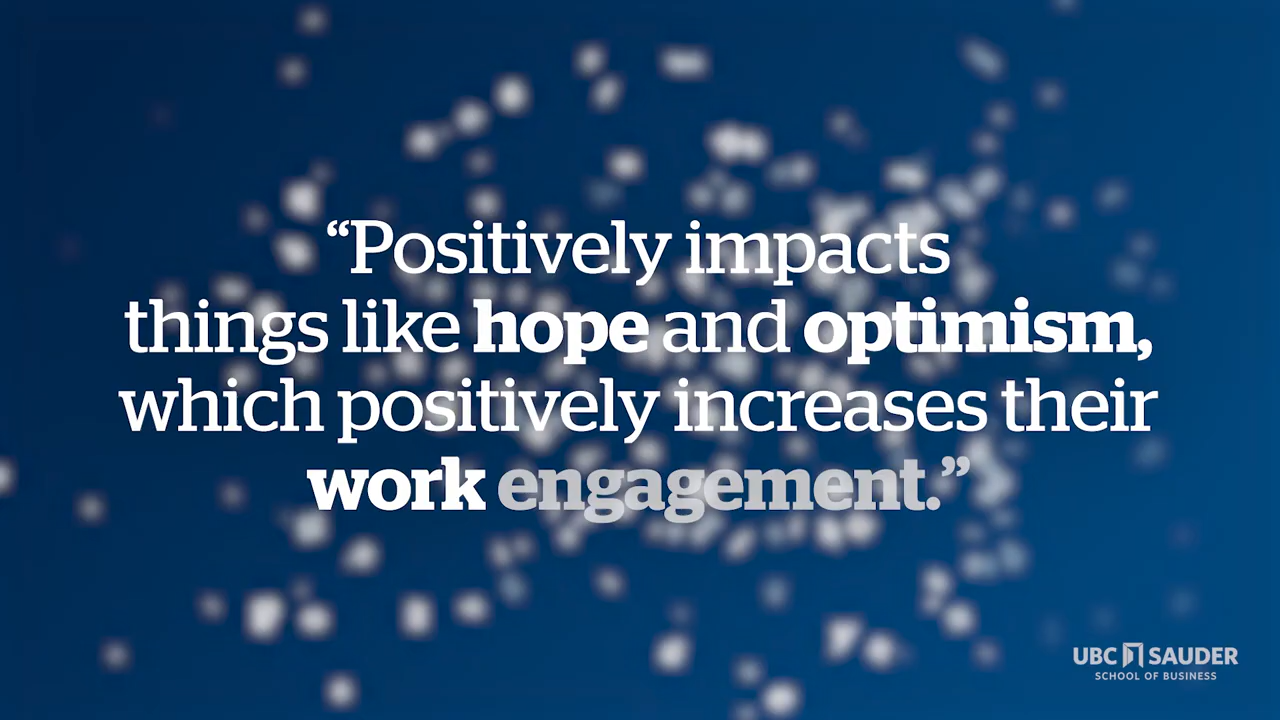 “Positively impacts
things like hope and optimism,
which positively increases their
work engagement.”
UBC SAUDER
SCHOOL OF BUSINESS